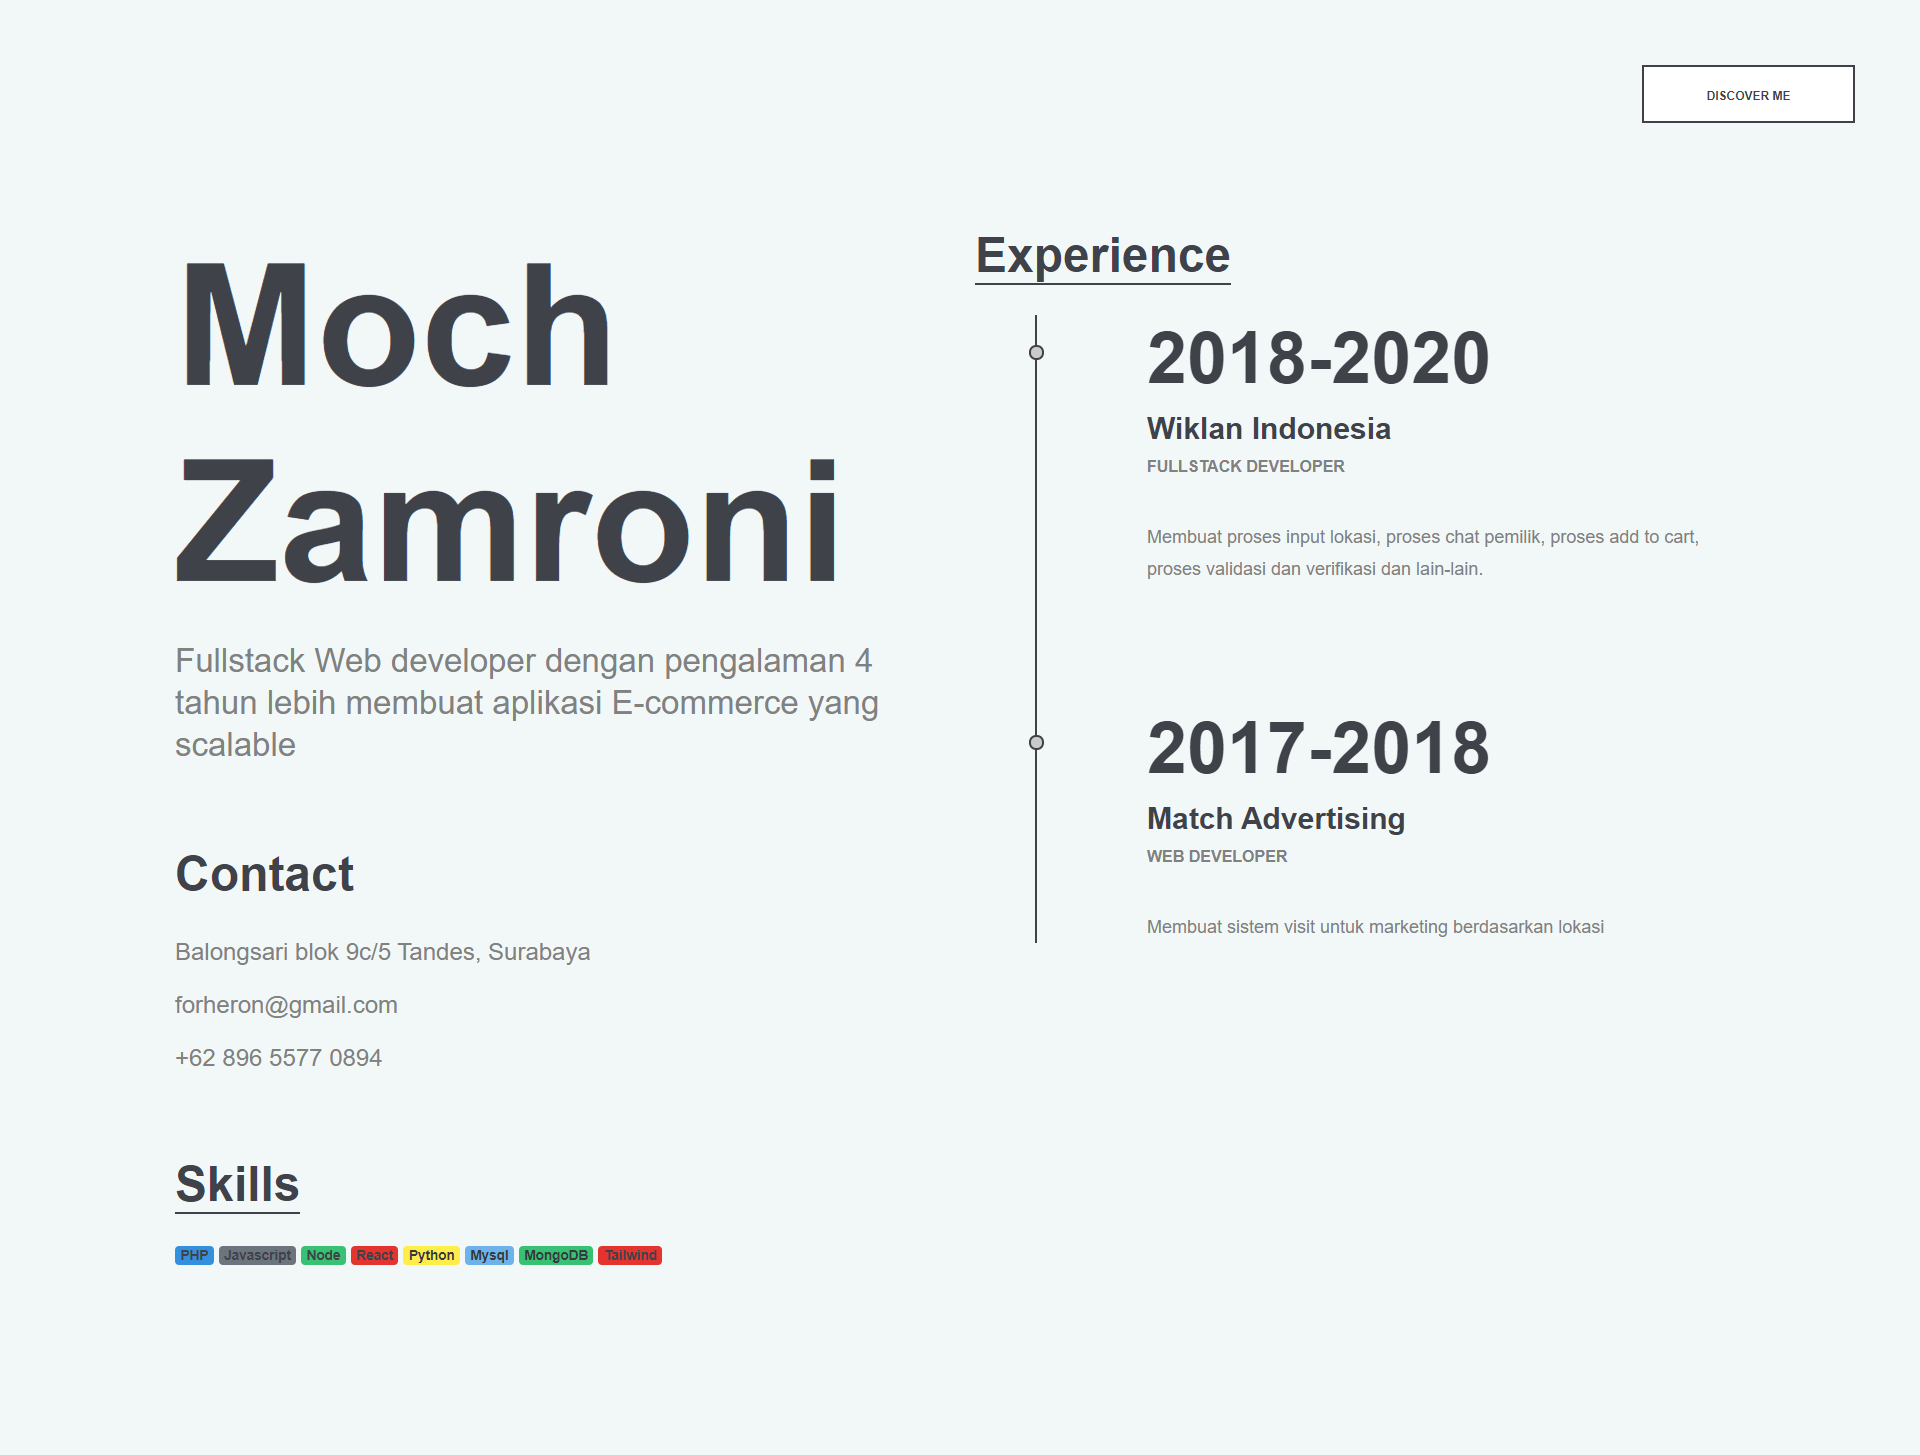 DISCOVER ME
Moch
Zamroni
Fullstack Web developer dengan pengalaman 4
tahun lebih membuat aplikasi E-commerce yang
scalable
Contact
Balongsari blok 9c/5 Tandes, Surabaya
forheron@gmail.com
+62 896 5577 0894
Skills
PHP Javascript Node React Python Mysql MongoDB Tailwind
Experience
2018-2020
Wiklan Indonesia
FULLSTACK DEVELOPER
Membuat proses input lokasi, proses chat pemilik, proses add to cart,
proses validasi dan verifikasi dan lain-lain.
2017-2018
Match Advertising
WEB DEVELOPER
Membuat sistem visit untuk marketing berdasarkan lokasi